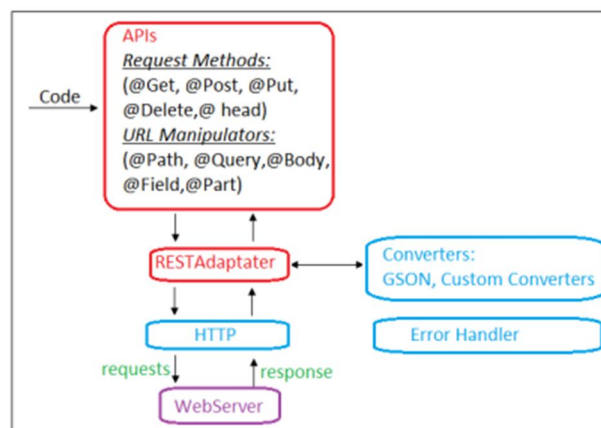 APIs
Request Methods:
(@Get, @Post, @Put,
@Delete,@ head)
URL Manipulators:
(@Path, @Query,@Body,
@Field,@Part)
Code
RESTAdaptater
Converters:
GSON, Custom Converters
HTTP
Error Handler
requests
response
WebServer